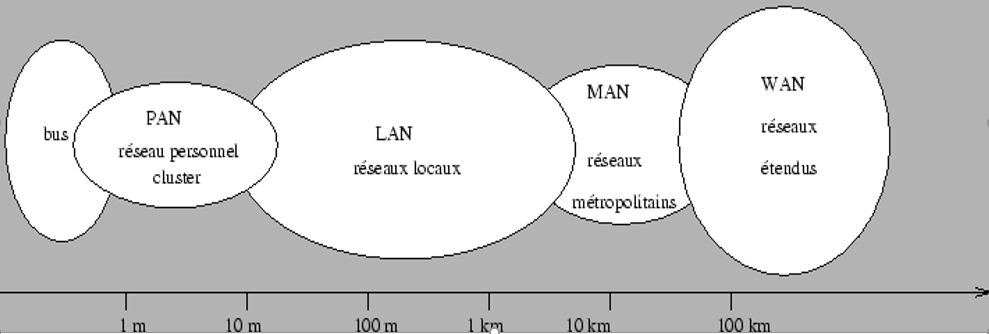 bus
PAN
réseau personnel
cluster
LAN
réseaux locaux
MAN
réseaux
métropolitains
WAN
réseaux
étendus
1 m 10 m 100 m 1 km 10 km 100 km